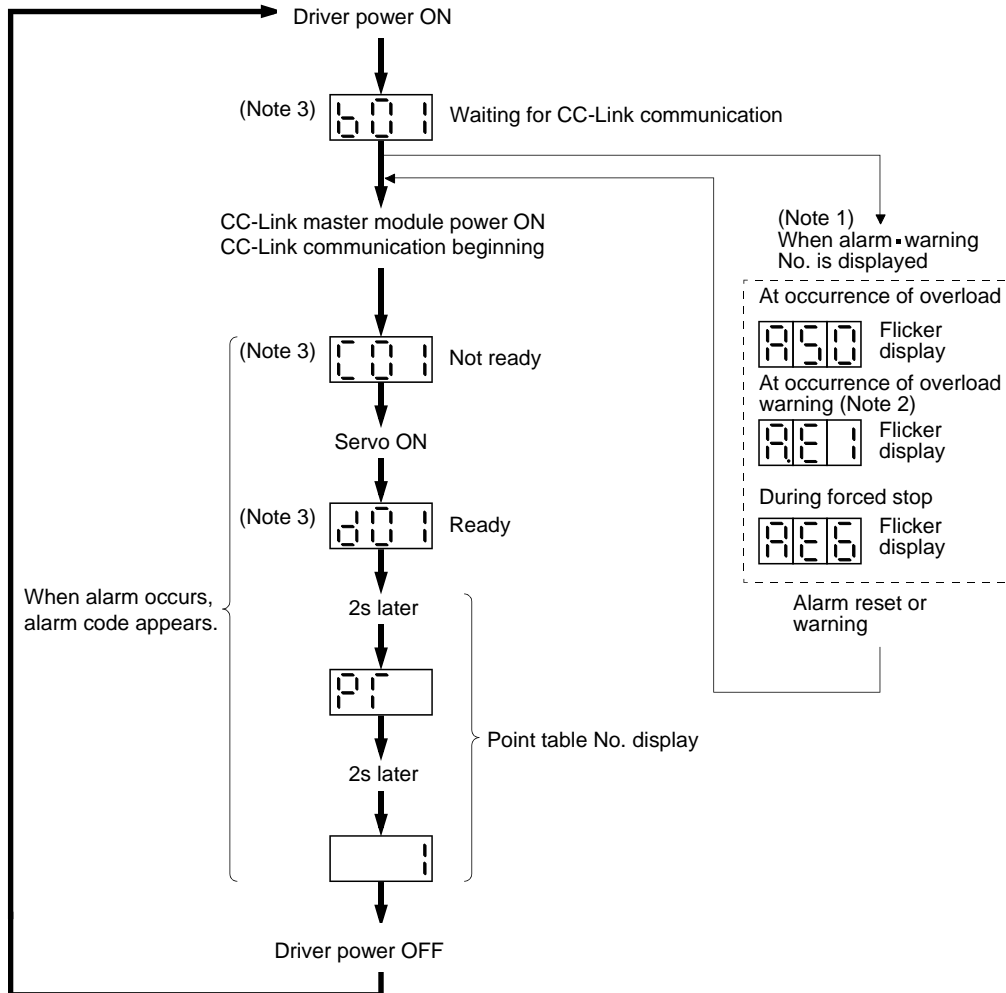 Driver power ON
(Note 3)
b01
Waiting for CC-Link communication
CC-Link master module power ON
CC-Link communication beginning
(Note 3)
C01
Not ready
Servo ON
(Note 3)
d01
Ready
2s later
PT
2s later
1
Driver power OFF
When alarm occurs,
alarm code appears.
Point table No. display
(Note 1)
When alarm·warning
No. is displayed
At occurrence of overload
A50
Flicker
display
At occurrence of overload
warning (Note 2)
A.E1
Flicker
display
During forced stop
AE6
Flicker
display
Alarm reset or
warning